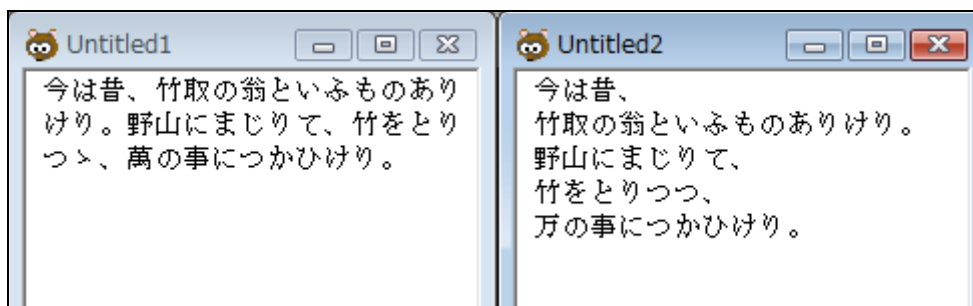 Untitled1
今は昔、竹取の翁といふものあり
けり。野山にまじりて、竹をとり
つゝ、萬の事につかひけり。
Untitled2
今は昔、
竹取の翁といふものありけり。
野山にまじりて、
竹をとりつつ、
万の事につかひけり。